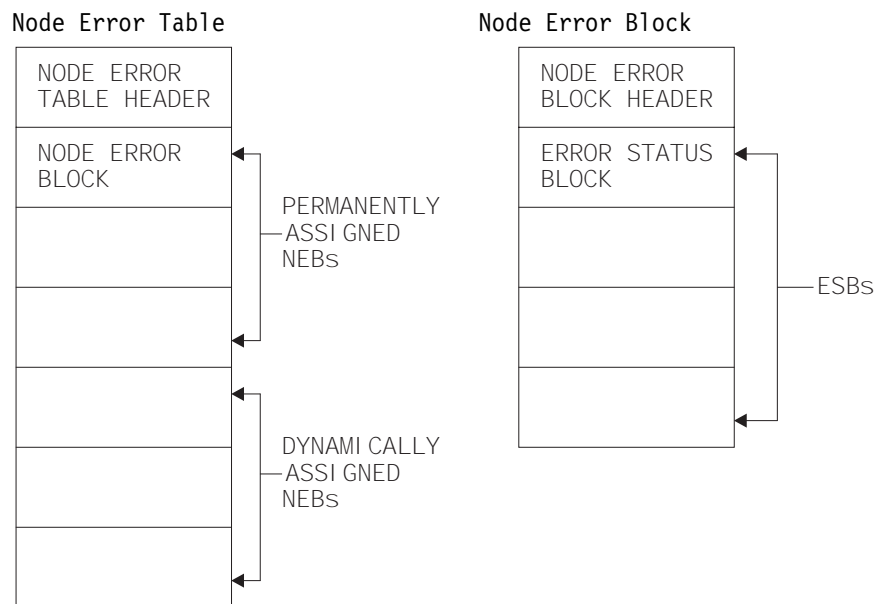 Node Error Table
NODE ERROR
TABLE HEADER
NODE ERROR
BLOCK
PERMANENTLY
ASSIGNED
NEBs
DYNAMICALLY
ASSIGNED
NEBs
Node Error Block
NODE ERROR
BLOCK HEADER
ERROR STATUS
BLOCK
ESBs